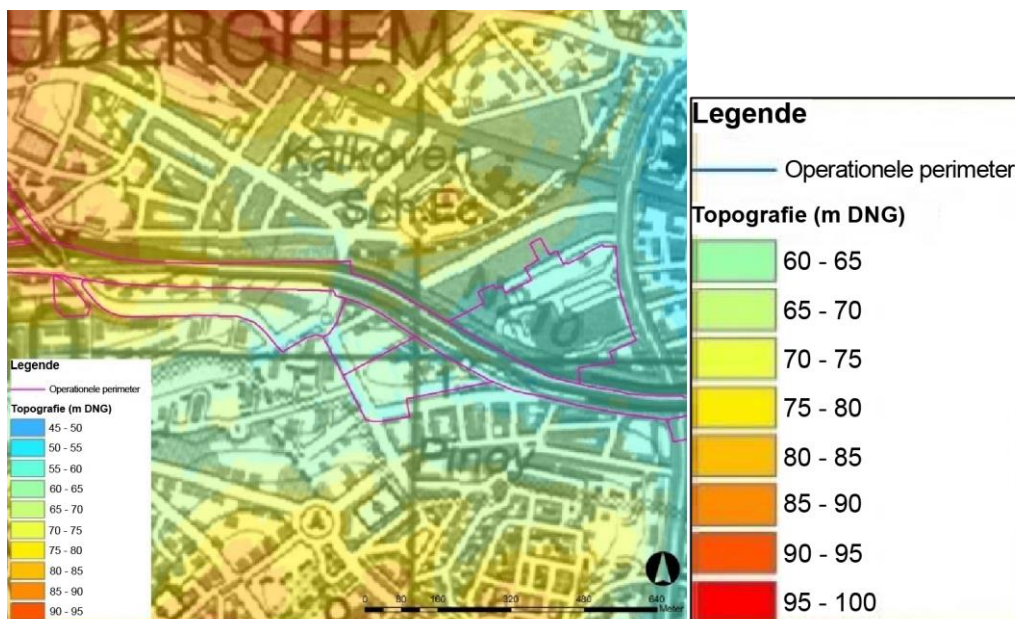 UDERGHEM
Kalkoven
Sch Ec
Pinoy
Legende
Operationele perimeter
Topografie (m DNG)
45 - 50
50 - 55
55 - 60
60 - 65
65 - 70
70 - 75
75 - 80
80 - 85
85 - 90
90 - 95
0 80 160 320 480 640
Meter
Legende
Operationele perimeter
Topografie (m DNG)
60 - 65
65 - 70
70 - 75
75 - 80
80 - 85
85 - 90
90 - 95
95 - 100